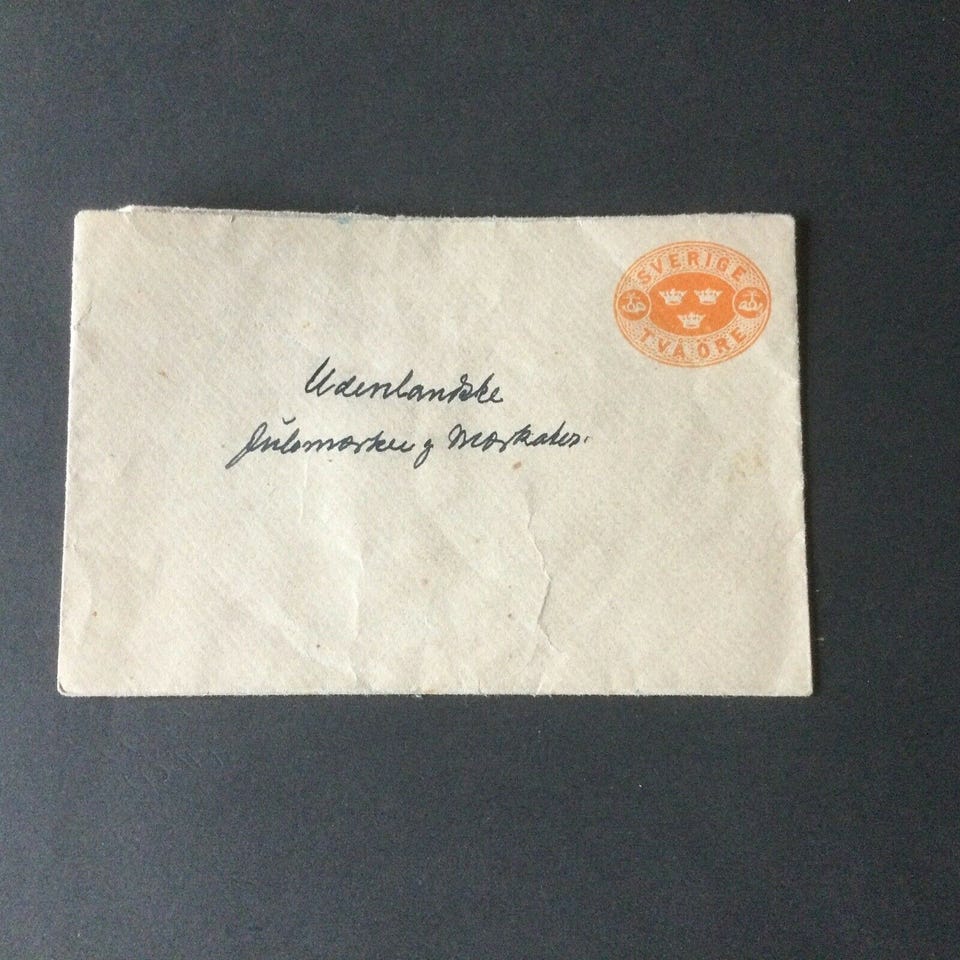 SVERIGE
TVÅ ÖRE
Udenlandske
Julemærker og Mærkater.